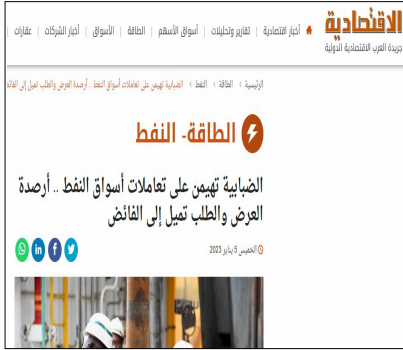 الاقتصادية
جريدة العرب الاقتصادية الدولية
أخبار اقتصادية | تقارير وتحليلات | أسواق الأسهم | الطاقة | الأسواق | أخبار الشركات | عقارات |
الرئيسية > الطاقة > النفط > الضبابية تهيمن على تعاملات أسواق النفط .. أرصدة العرض والطلب تميل إلى الفائض
الطاقة- النفط
الضبابية تهيمن على تعاملات أسواق النفط .. أرصدة
العرض والطلب تميل إلى الفائض
الخميس 5 يناير 2023